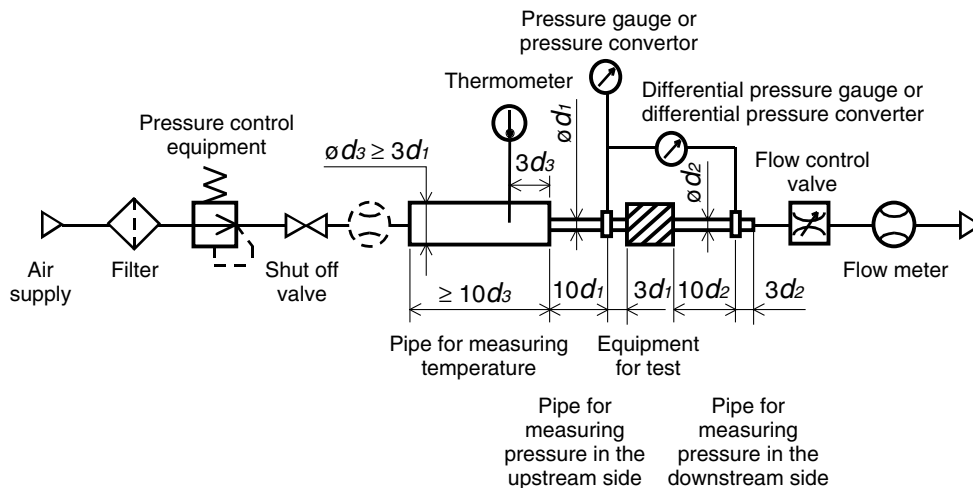 Pressure gauge or
pressure convertor
Thermometer
Differential pressure gauge or
differential pressure converter
Pressure control
equipment
ø d₃ ≥ 3d₁
3d₃
ø d₁
ø d₂
Flow control
valve
Air
supply
Filter
Shut off
valve
Flow meter
≥ 10d₃
10d₁
3d₁
10d₂
3d₂
Pipe for measuring
temperature
Equipment
for test
Pipe for
measuring
pressure in the
upstream side
Pipe for
measuring
pressure in the
downstream side